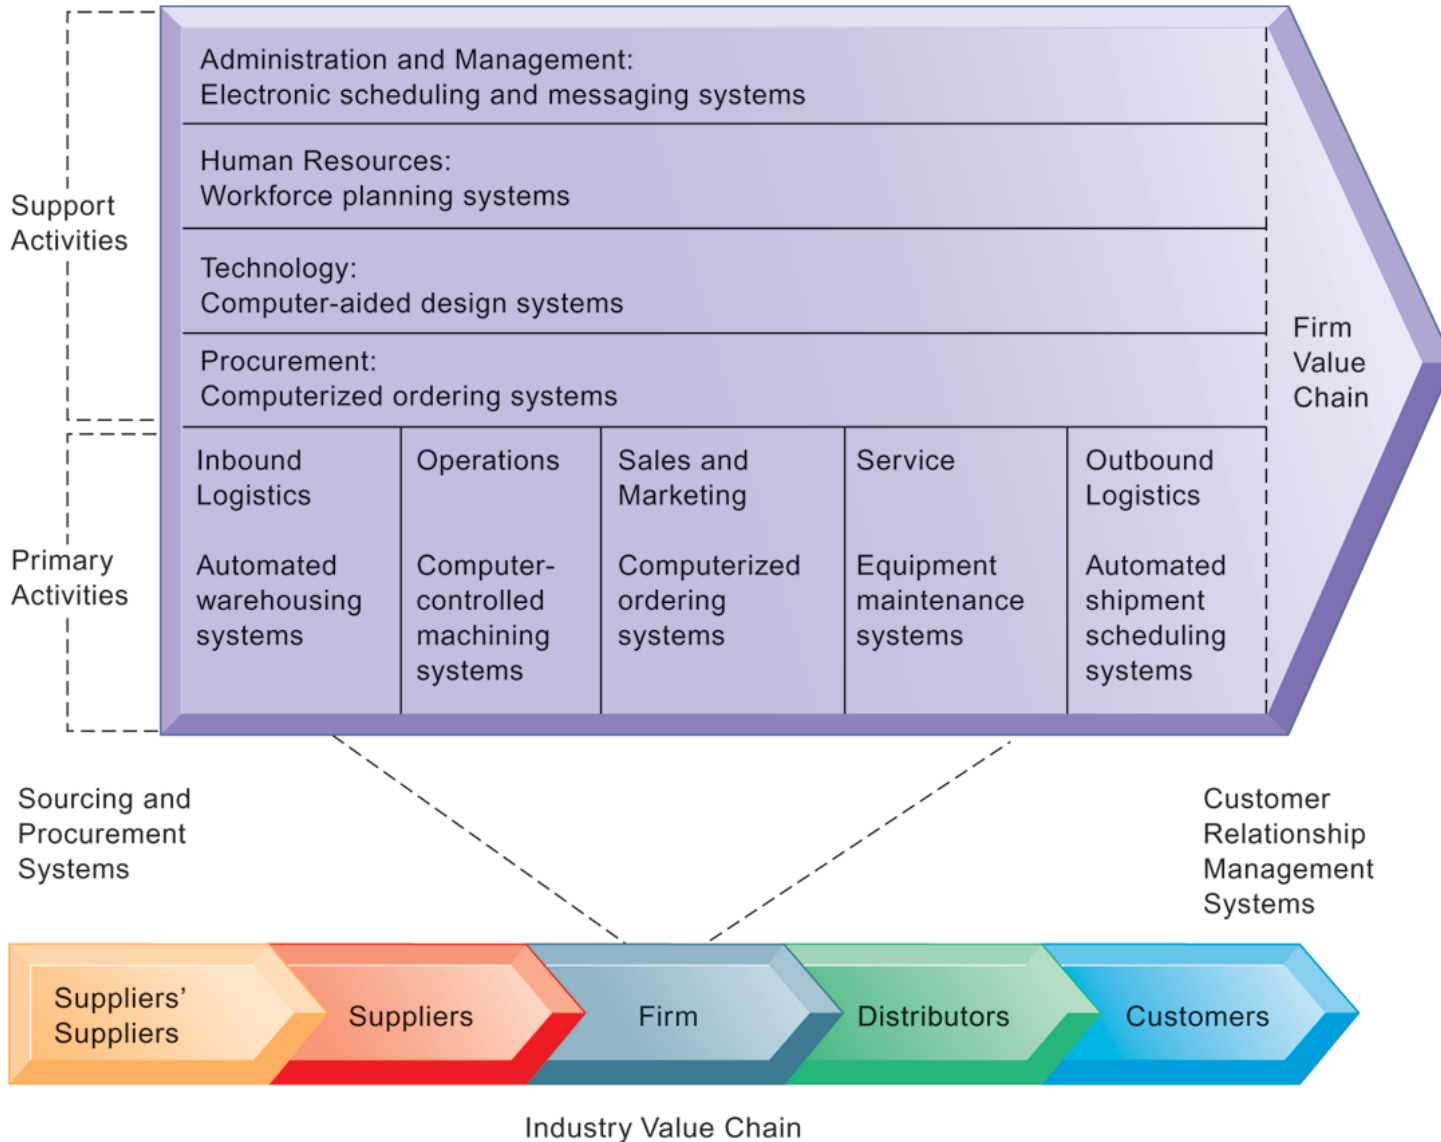 Administration and Management:
Electronic scheduling and messaging systems
Human Resources:
Workforce planning systems
Support
Activities
Technology:
Computer-aided design systems
Procurement:
Computerized ordering systems
Firm
Value
Chain
Primary
Activities
Inbound
Logistics
Automated
warehousing
systems
Operations
Computer-
controlled
machining
systems
Sales and
Marketing
Computerized
ordering
systems
Service
Equipment
maintenance
systems
Outbound
Logistics
Automated
shipment
scheduling
systems
Sourcing and
Procurement
Systems
Customer
Relationship
Management
Systems
Suppliers’
Suppliers
Suppliers
Firm
Distributors
Customers
Industry Value Chain